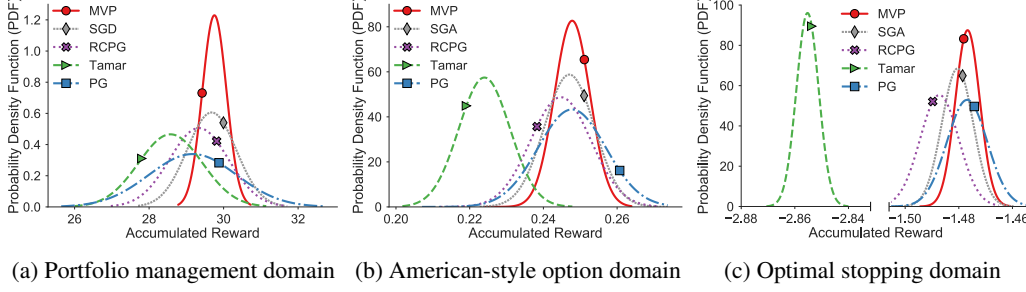 Probability Density Function (PDF)
1.2
1.0
0.8
0.6
0.4
0.2
0.0
26
28
30
32
Accumulated Reward
MVP
SGD
RCPG
Tamar
PG
(a) Portfolio management domain
Probability Density Function (PDF)
80
60
40
20
0
0.20
0.22
0.24
0.26
Accumulated Reward
MVP
SGA
RCPG
Tamar
PG
(b) American-style option domain
Probability Density Function (PDF)
100
80
60
40
20
0
−2.88
−2.86
−2.84
−1.50
−1.48
−1.46
Accumulated Reward
MVP
SGA
RCPG
Tamar
PG
(c) Optimal stopping domain